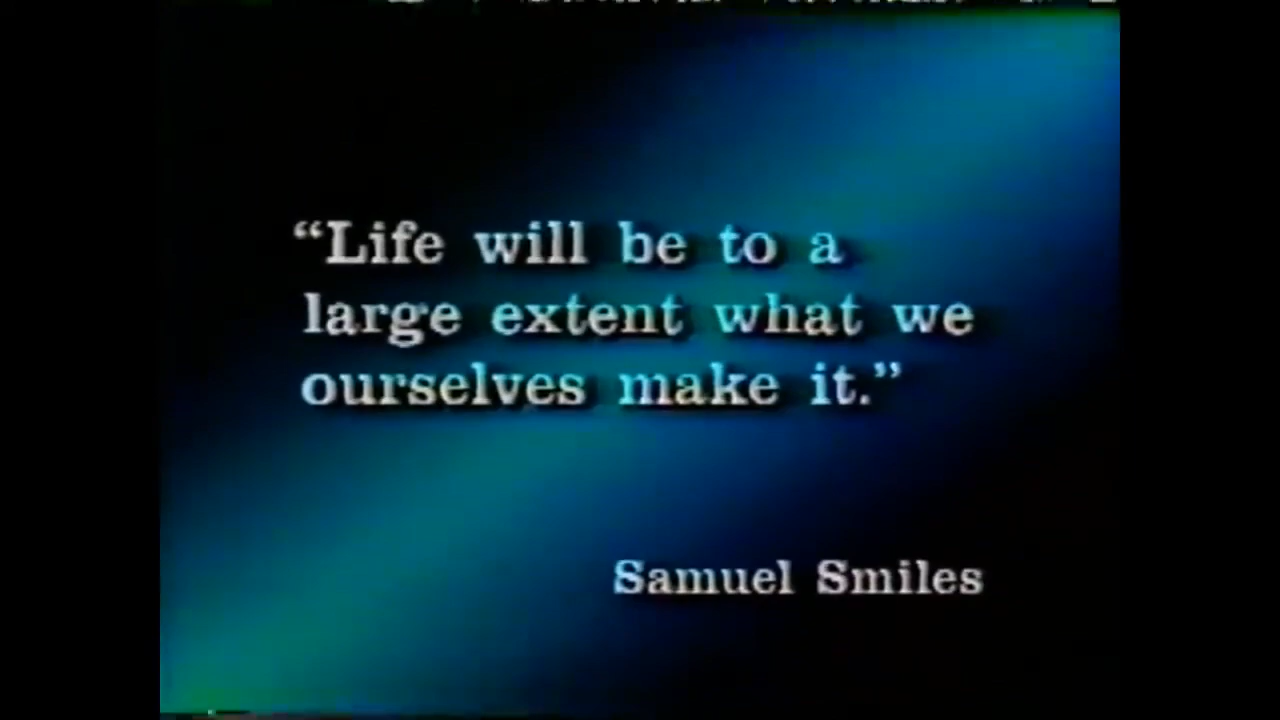 “Life will be to a
large extent what we
ourselves make it.”
Samuel Smiles